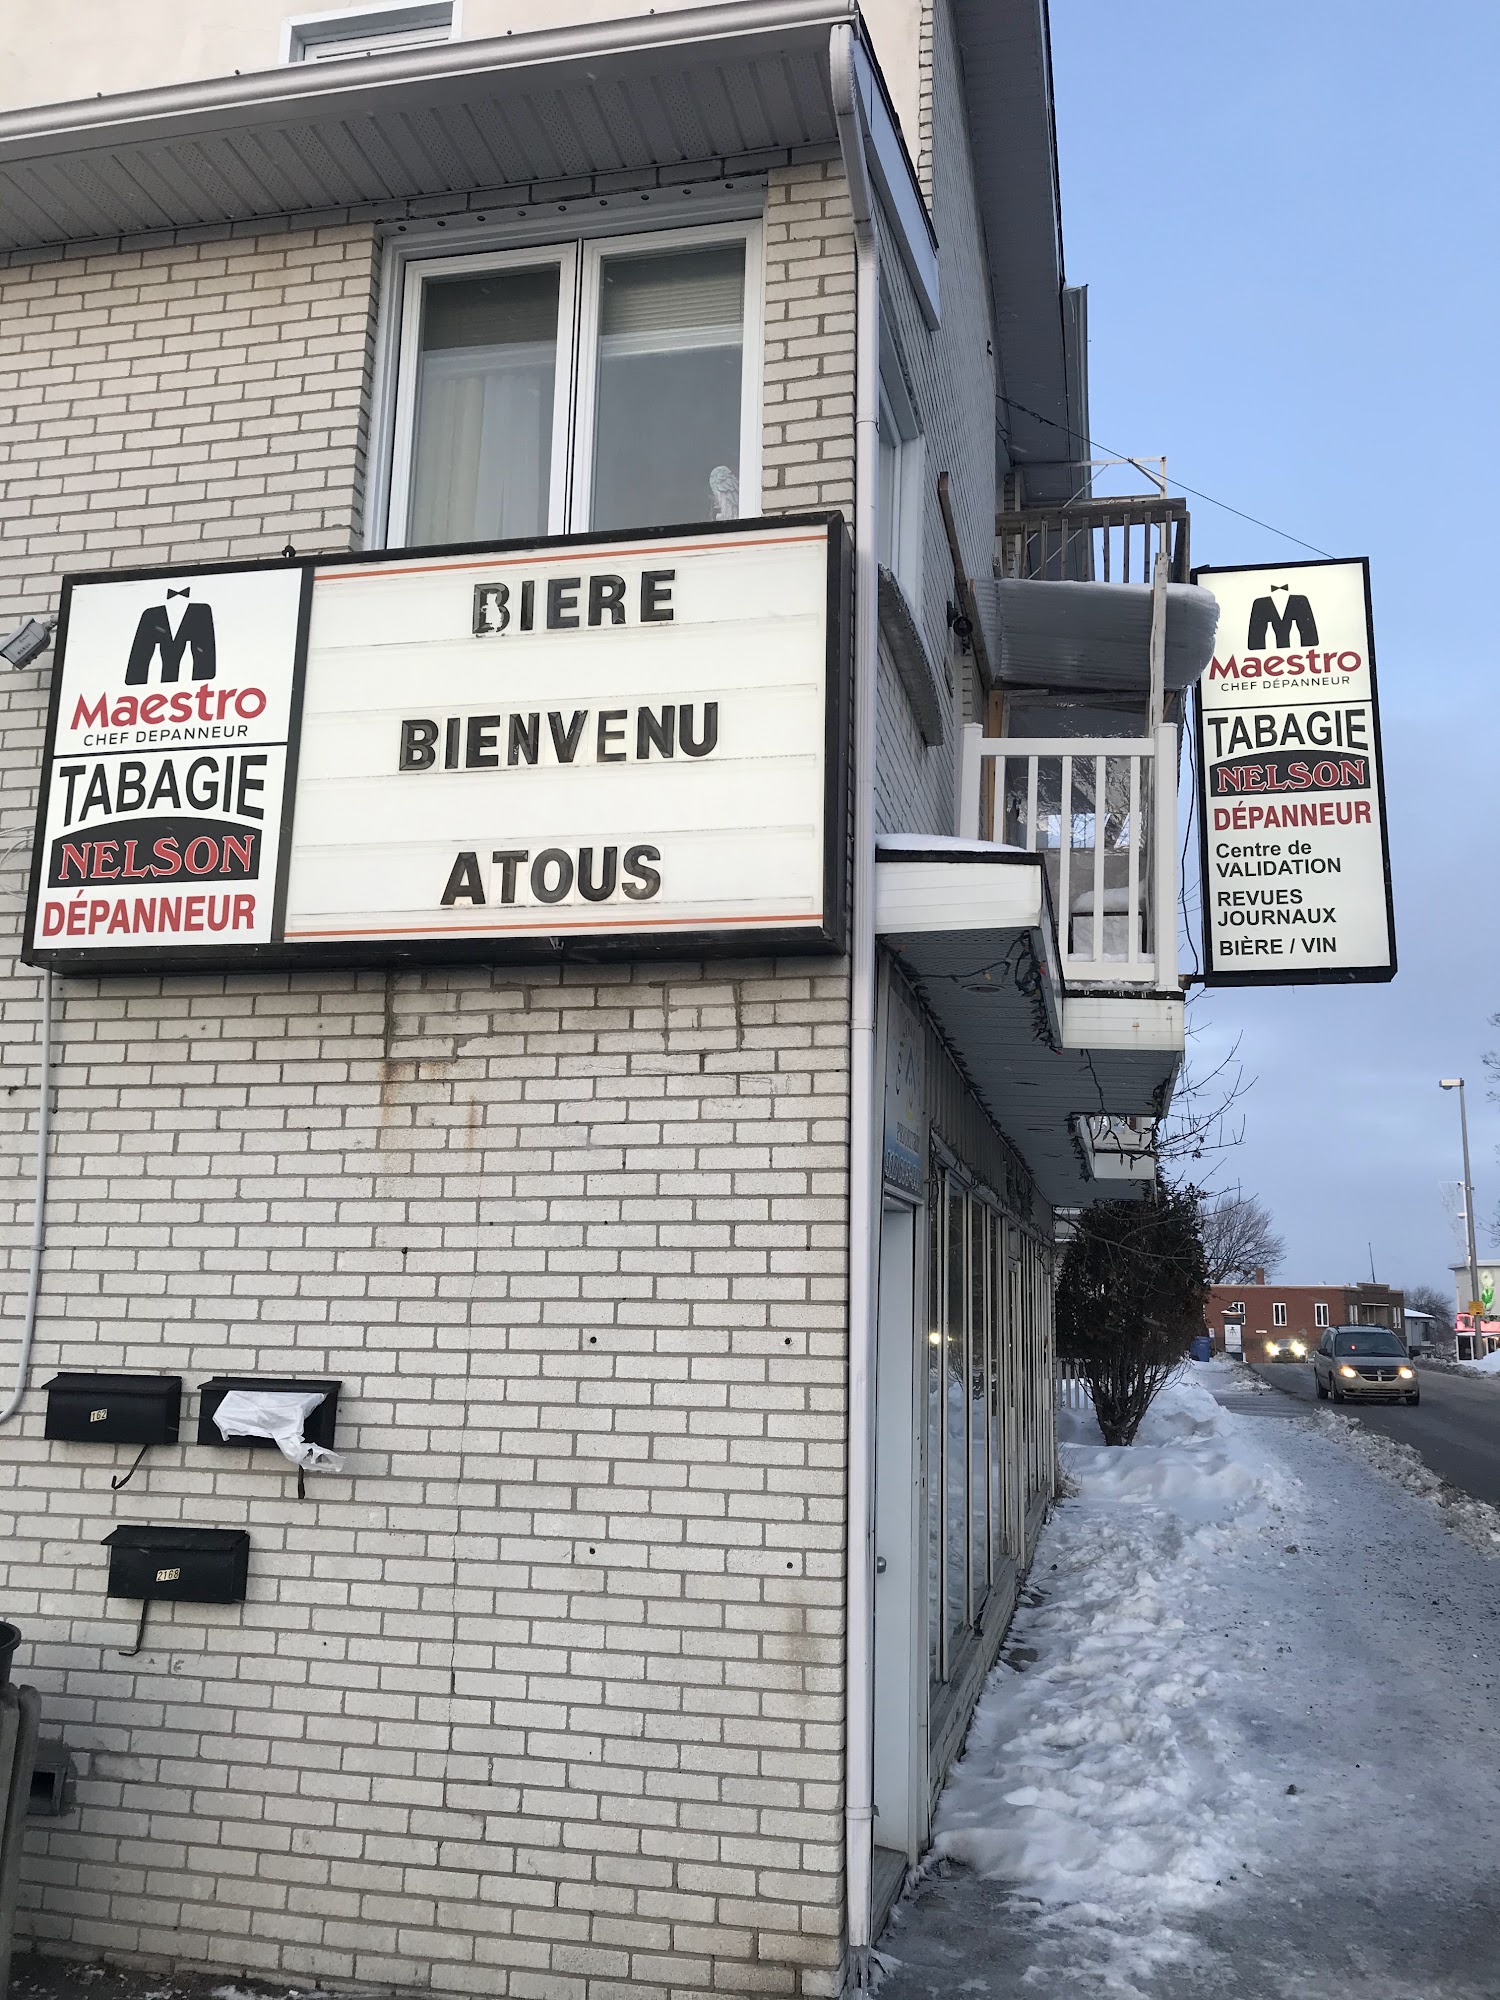 Maestro
CHEF DEPANNEUR
TABAGIE
NELSON
DÉPANNEUR
BIERE
BIENVENU
ATOUS
Maestro
CHEF DÉPANNEUR
TABAGIE
NELSON
DÉPANNEUR
Centre de
VALIDATION
REVUES
JOURNAUX
BIÈRE / VIN
162
2168